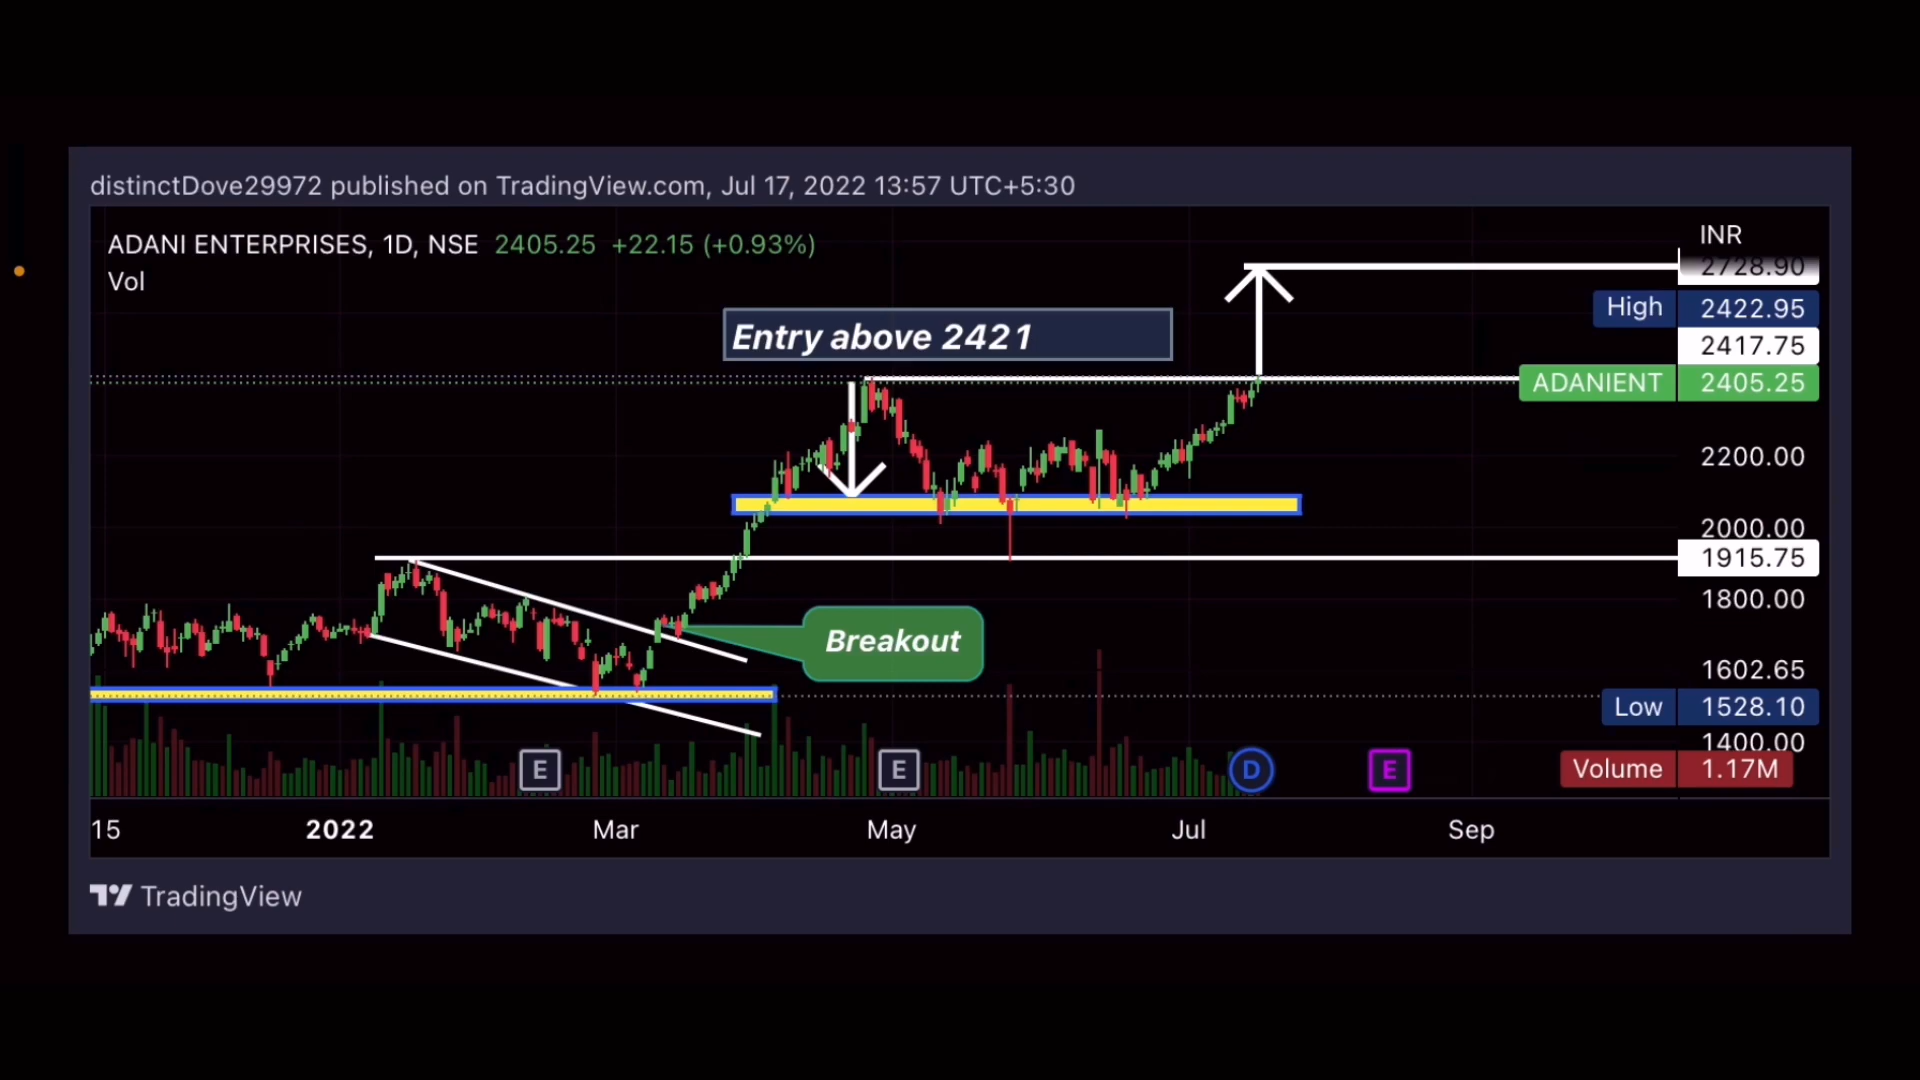 distinctDove29972 published on TradingView.com, Jul 17, 2022 13:57 UTC+5:30
ADANI ENTERPRISES, 1D, NSE 2405.25 +22.15 (+0.93%)
Vol
INR
2728.90
High 2422.95
Entry above 2421
2417.75
ADANIENT 2405.25
2200.00
2000.00
1915.75
1800.00
Breakout
1602.65
Low 1528.10
1400.00
E E D E
Volume 1.17M
15 2022 Mar May Jul Sep
TradingView